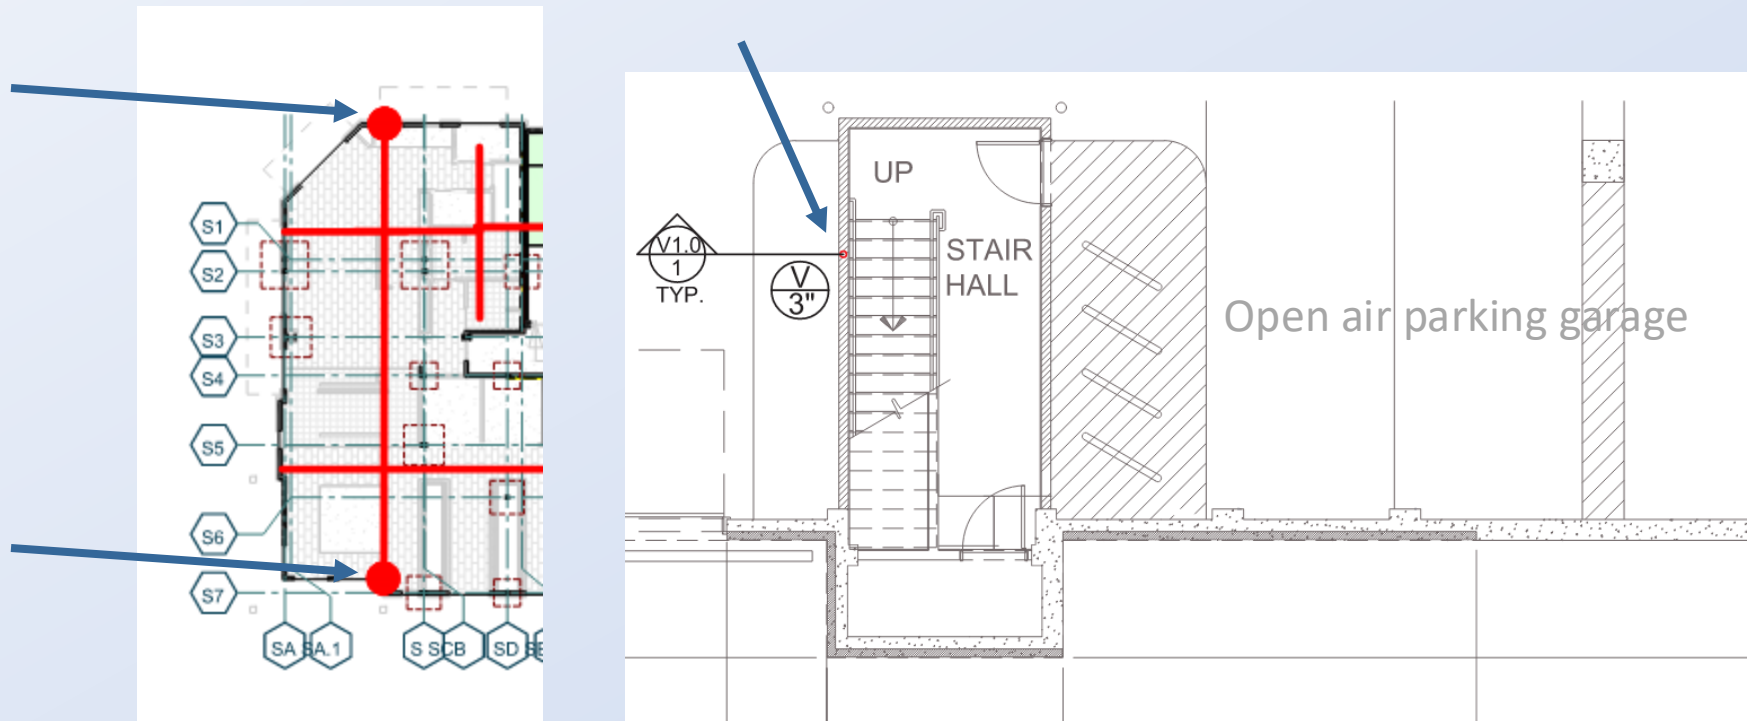 S1
S2
S3
S4
S5
S6
S7
SA
SA.1
S
SCB
SD
UP
STAIR
HALL
V1.0
1
TYP.
V
3"
Open air parking garage